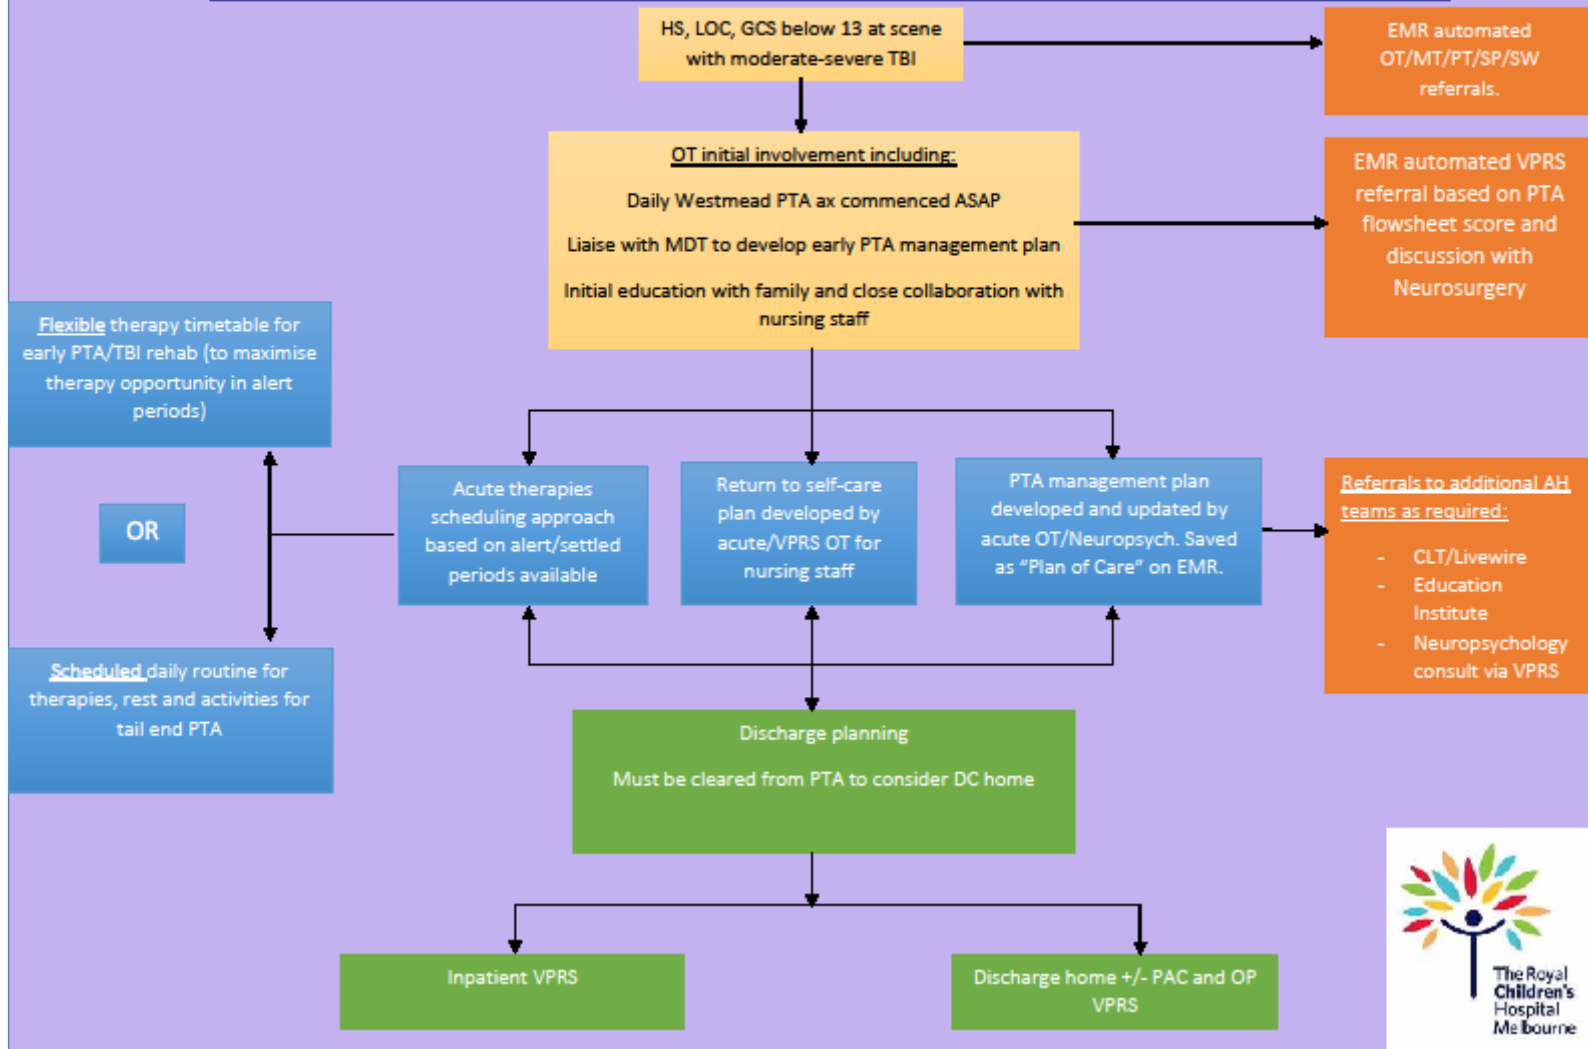 HS, LOC, GCS below 13 at scene
with moderate-severe TBI
EMR automated
OT/MT/PT/SP/SW
referrals.
OT initial involvement including:
Daily Westmead PTA ax commenced ASAP
Liaise with MDT to develop early PTA management plan
Initial education with family and close collaboration with
nursing staff
EMR automated VPRS
referral based on PTA
flowsheet score and
discussion with
Neurosurgery
Flexible therapy timetable for
early PTA/TBI rehab (to maximise
therapy opportunity in alert
periods)
OR
Scheduled daily routine for
therapies, rest and activities for
tail end PTA
Acute therapies
scheduling approach
based on alert/settled
periods available
Return to self-care
plan developed by
acute/VPRS OT for
nursing staff
PTA management plan
developed and updated by
acute OT/Neuropsych. Saved
as “Plan of Care” on EMR.
Referrals to additional AH
teams as required:
- CLT/Livewire
- Education
Institute
- Neuropsychology
consult via VPRS
Discharge planning
Must be cleared from PTA to consider DC home
Inpatient VPRS
Discharge home +/- PAC and OP
VPRS
The Royal
Children's
Hospital
Melbourne